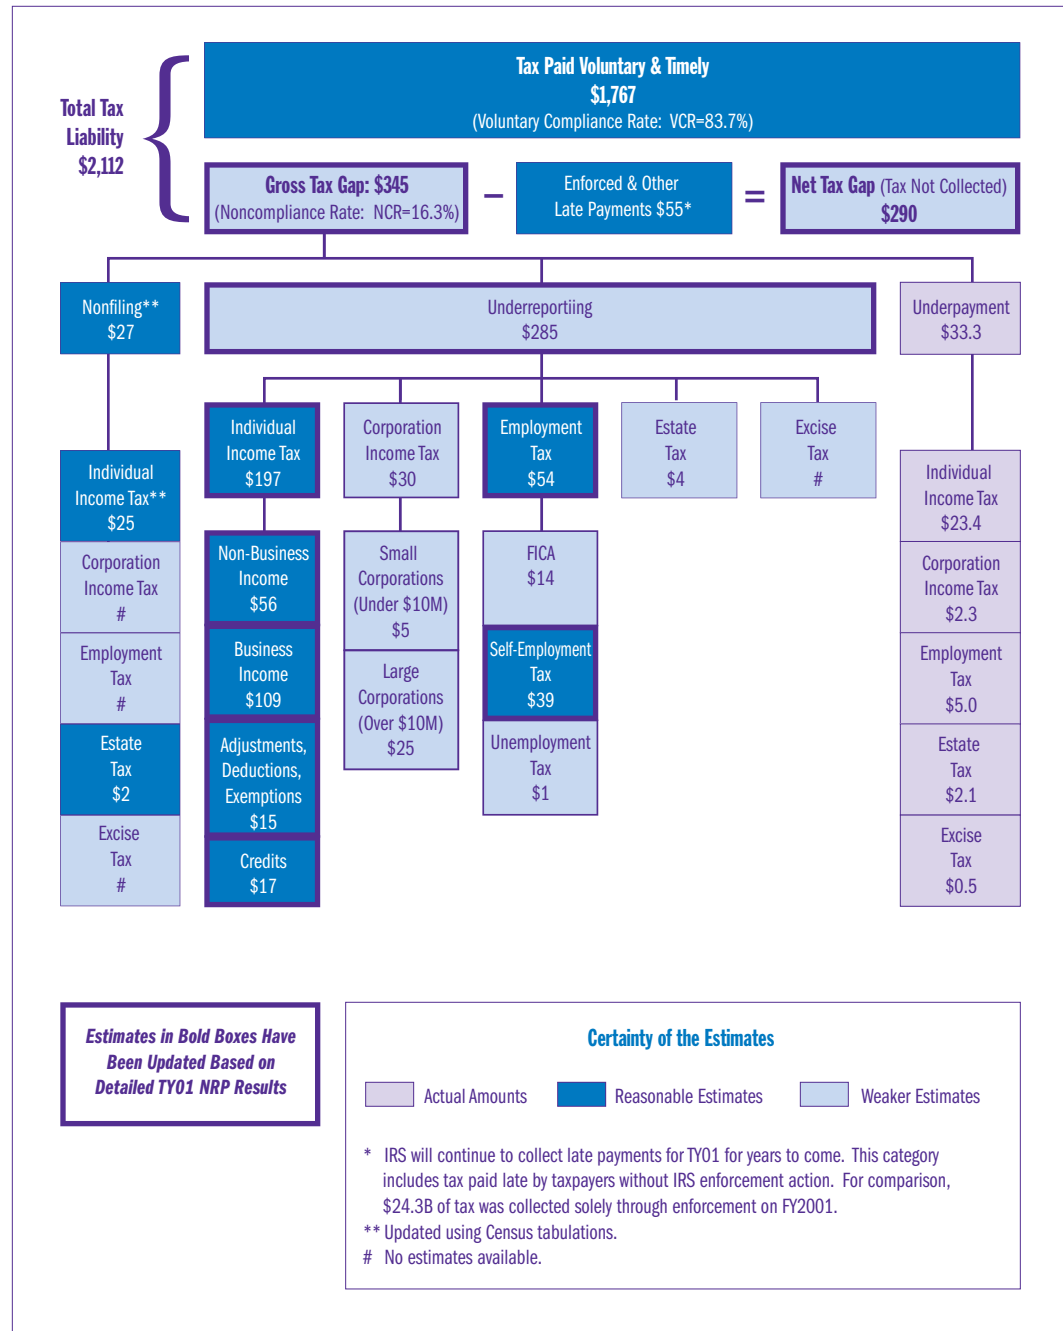 Tax Paid Voluntary & Timely
$1,767
(Voluntary Compliance Rate: VCR=83.7%)
Total Tax
Liability
$2,112
Gross Tax Gap: $345
(Noncompliance Rate: NCR=16.3%)
–
Enforced & Other
Late Payments $55*
=
Net Tax Gap (Tax Not Collected)
$290
Nonfiling**
$27
Underreportiing
$285
Underpayment
$33.3
Individual
Income Tax**
$25
Corporation
Income Tax
#
Employment
Tax
#
Estate
Tax
$2
Excise
Tax
#
Individual
Income Tax
$197
Non-Business
Income
$56
Business
Income
$109
Adjustments,
Deductions,
Exemptions
$15
Credits
$17
Corporation
Income Tax
$30
Small
Corporations
(Under $10M)
$5
Large
Corporations
(Over $10M)
$25
Employment
Tax
$54
FICA
$14
Self-Employment
Tax
$39
Unemployment
Tax
$1
Estate
Tax
$4
Excise
Tax
#
Individual
Income Tax
$23.4
Corporation
Income Tax
$2.3
Employment
Tax
$5.0
Estate
Tax
$2.1
Excise
Tax
$0.5
Estimates in Bold Boxes Have
Been Updated Based on
Detailed TY01 NRP Results
Certainty of the Estimates
Actual Amounts
Reasonable Estimates
Weaker Estimates
* IRS will continue to collect late payments for TY01 for years to come. This category
includes tax paid late by taxpayers without IRS enforcement action. For comparison,
$24.3B of tax was collected solely through enforcement on FY2001.
** Updated using Census tabulations.
# No estimates available.